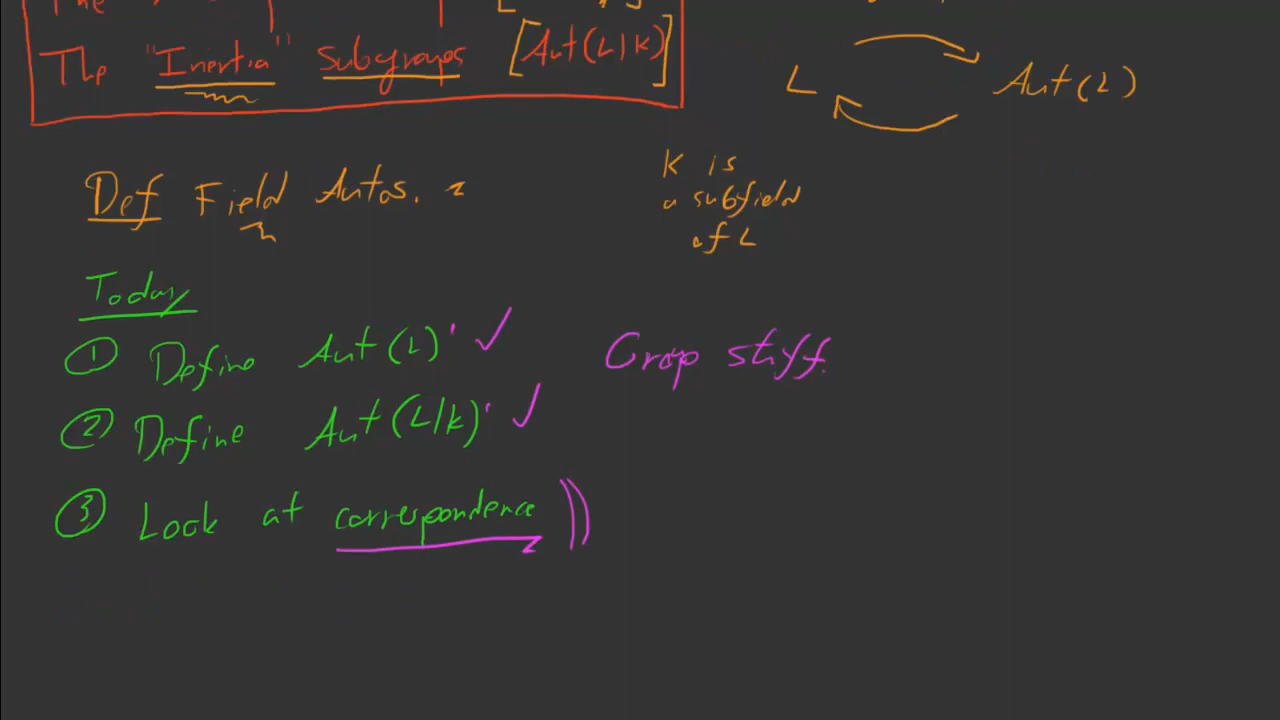 The
The "Inertia" Subgroups [Aut(L/K)]
L Aut(L)
Def Field Autos.
K is
a subfield
of L
Today
① Define Aut(L) ✓
② Define Aut(L/K) ✓
③ Look at correspondence
stuff.